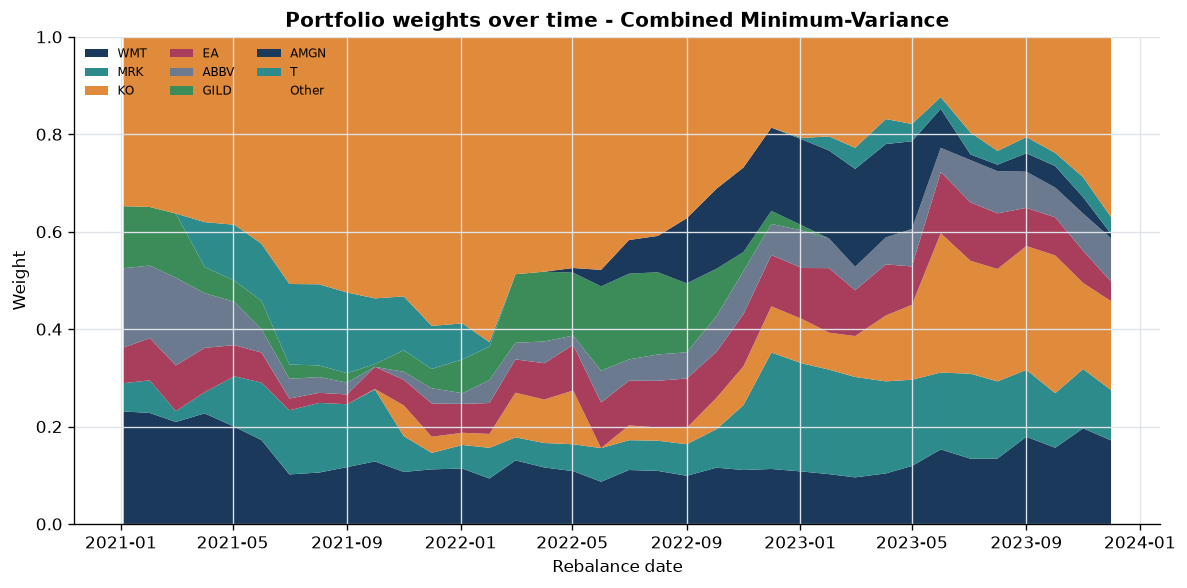 Portfolio weights over time - Combined Minimum-Variance
1.0
0.8
0.6
0.4
0.2
0.0
Weight
WMT EA AMGN
MRK ABBV T
KO GILD Other
2021-01 2021-05 2021-09 2022-01 2022-05 2022-09 2023-01 2023-05 2023-09 2024-01
Rebalance date